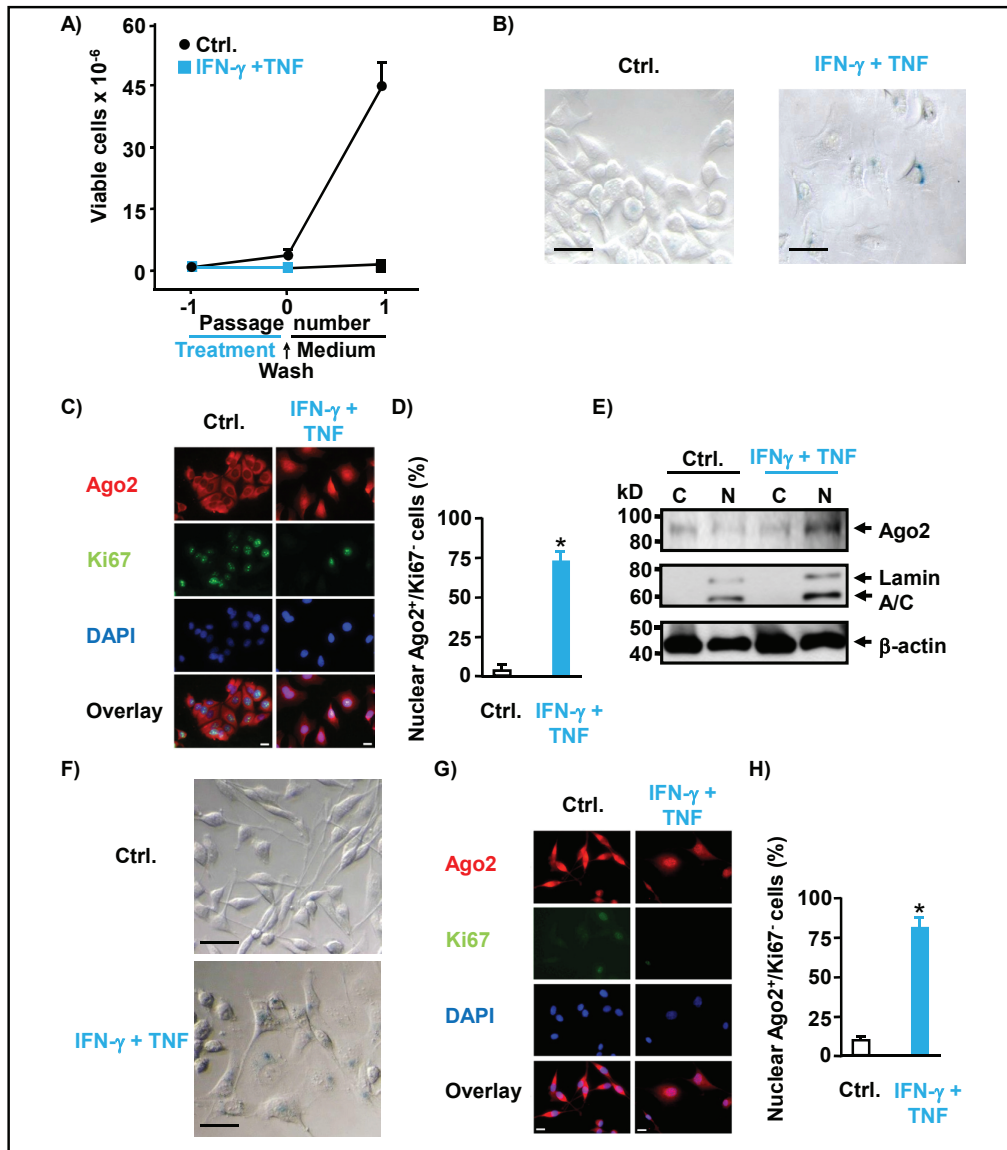 A)
60
45
30
15
0
Viable cells x 10-6
Ctrl.
IFN-γ +TNF
-1 0 1
Passage number
Treatment ↑ Medium
Wash
B)
Ctrl. IFN-γ + TNF
C)
Ctrl. IFN-γ +
TNF
Ago2
Ki67
DAPI
Overlay
D)
Nuclear Ago2+/Ki67- cells (%)
100
75
50
25
0
*
Ctrl. IFN-γ +
TNF
E)
Ctrl. IFNγ + TNF
kD C N C N
100
80
Ago2
80
60
Lamin
A/C
50
40
β-actin
F)
Ctrl.
IFN-γ + TNF
G)
Ctrl. IFN-γ +
TNF
Ago2
Ki67
DAPI
Overlay
H)
Nuclear Ago2+/Ki67- cells (%)
100
75
50
25
0
*
Ctrl. IFN-γ +
TNF